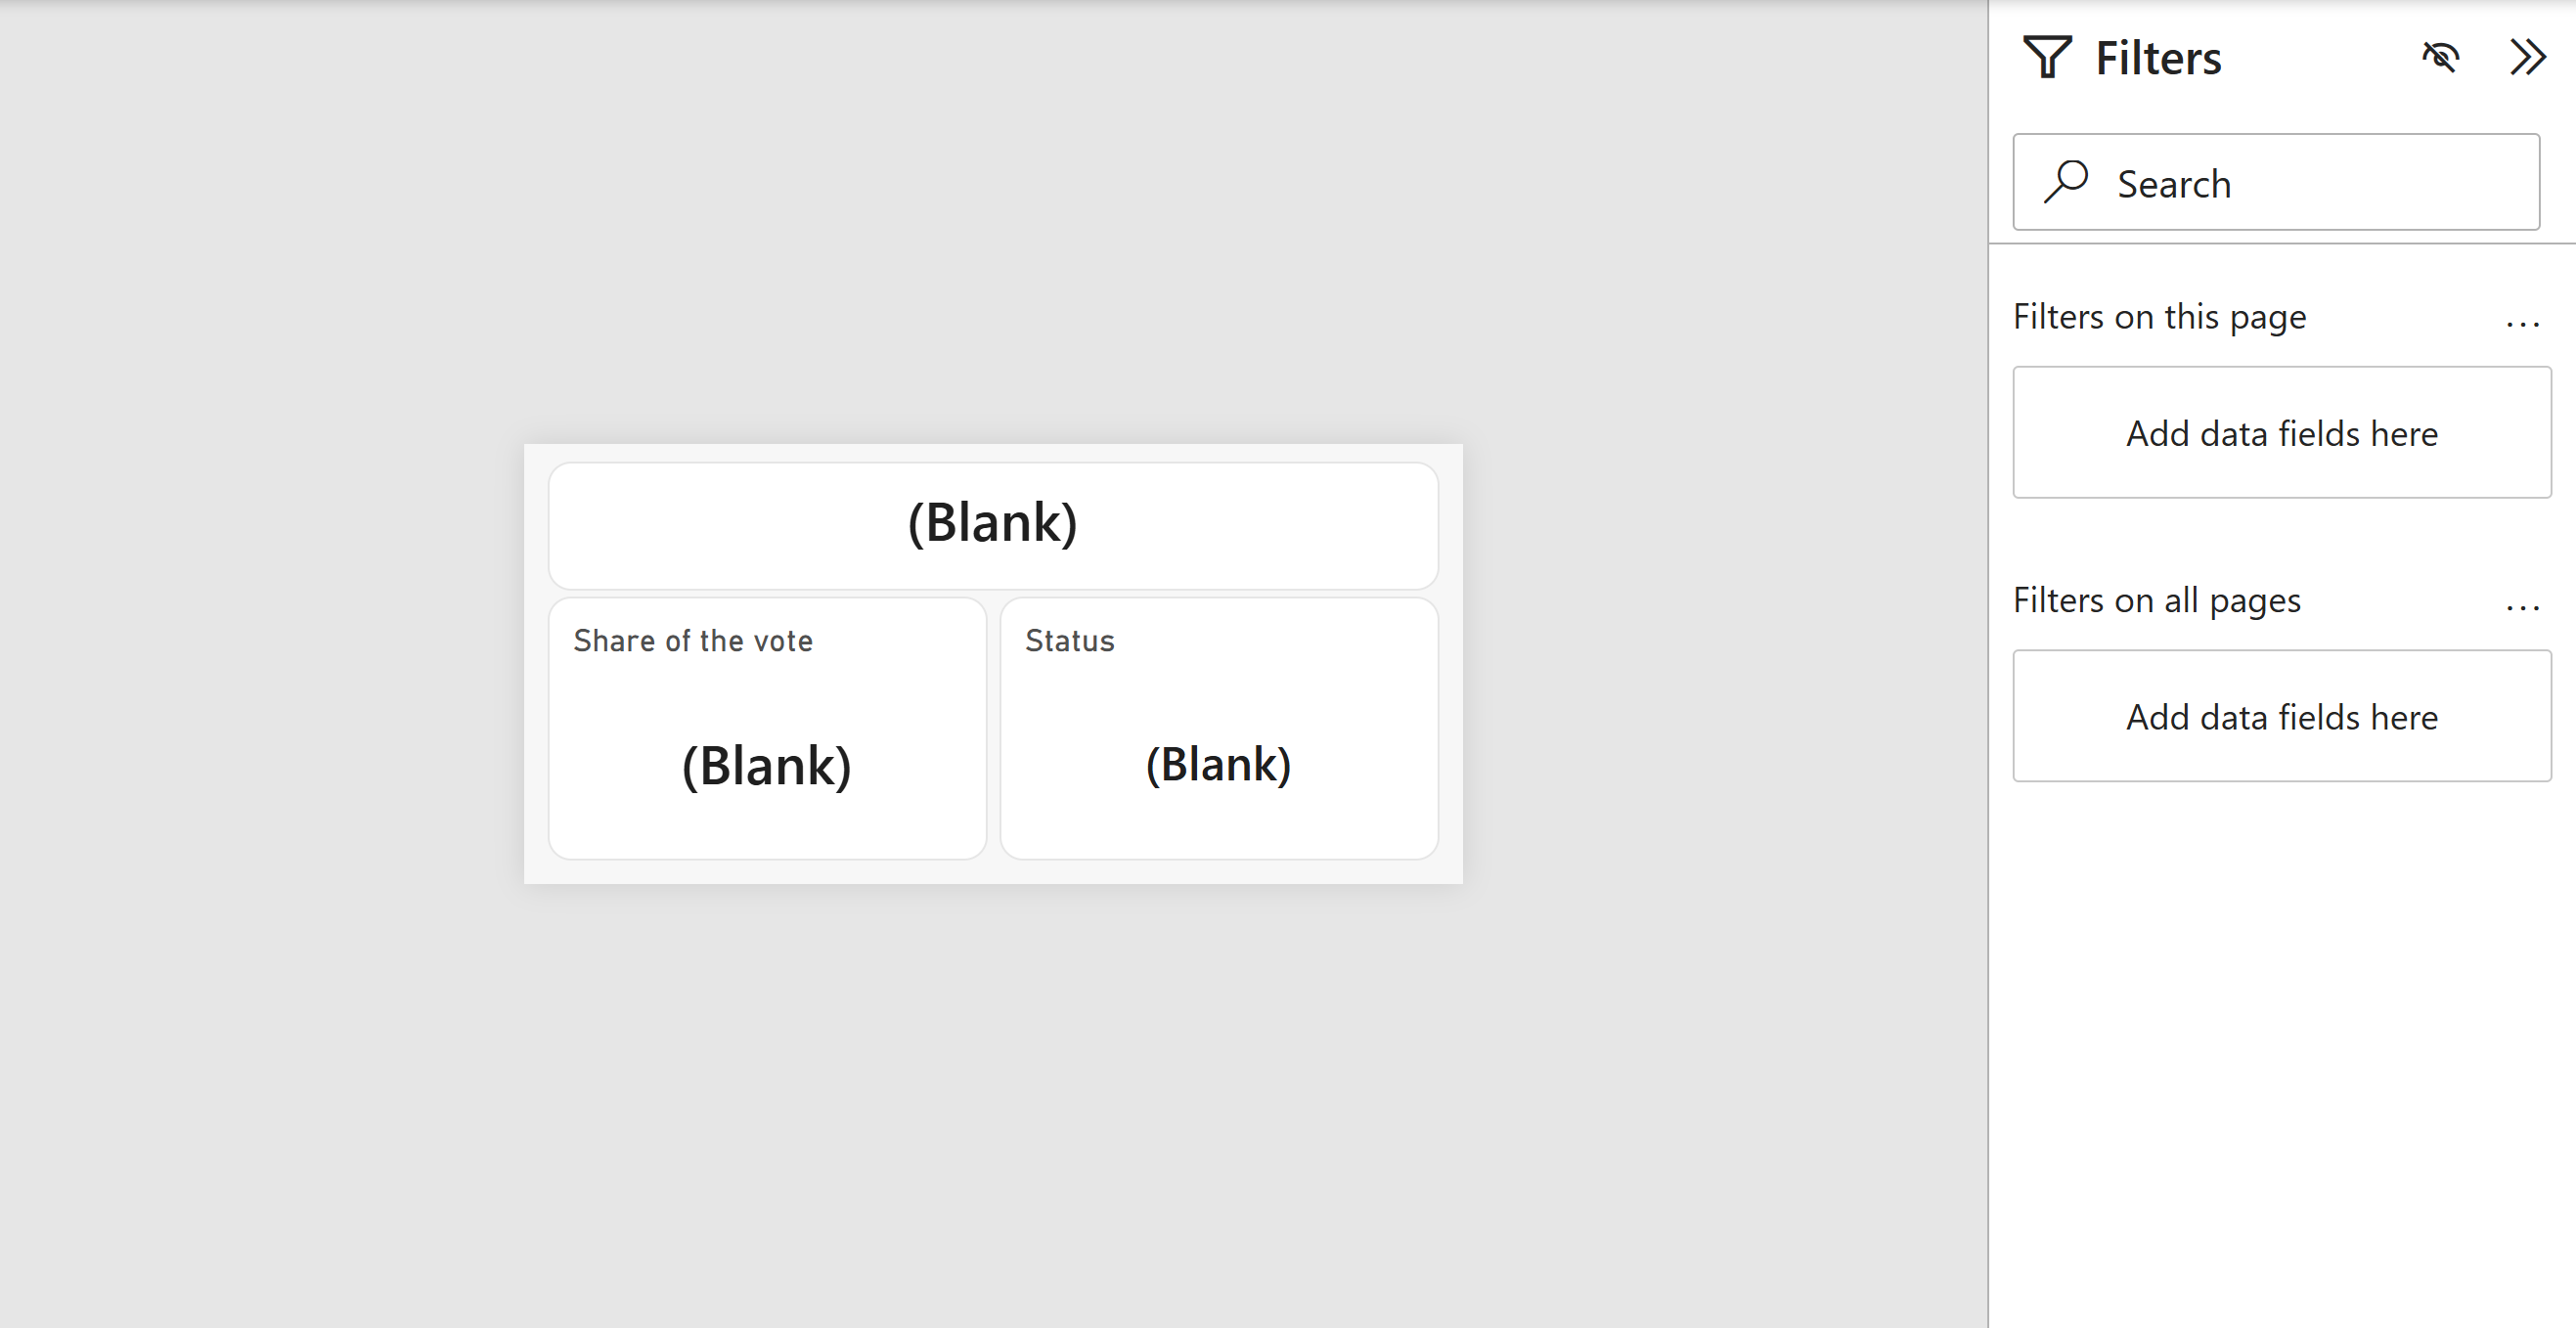 (Blank)
Share of the vote
(Blank)
Status
(Blank)
Filters
Search
Filters on this page
...
Add data fields here
Filters on all pages
...
Add data fields here